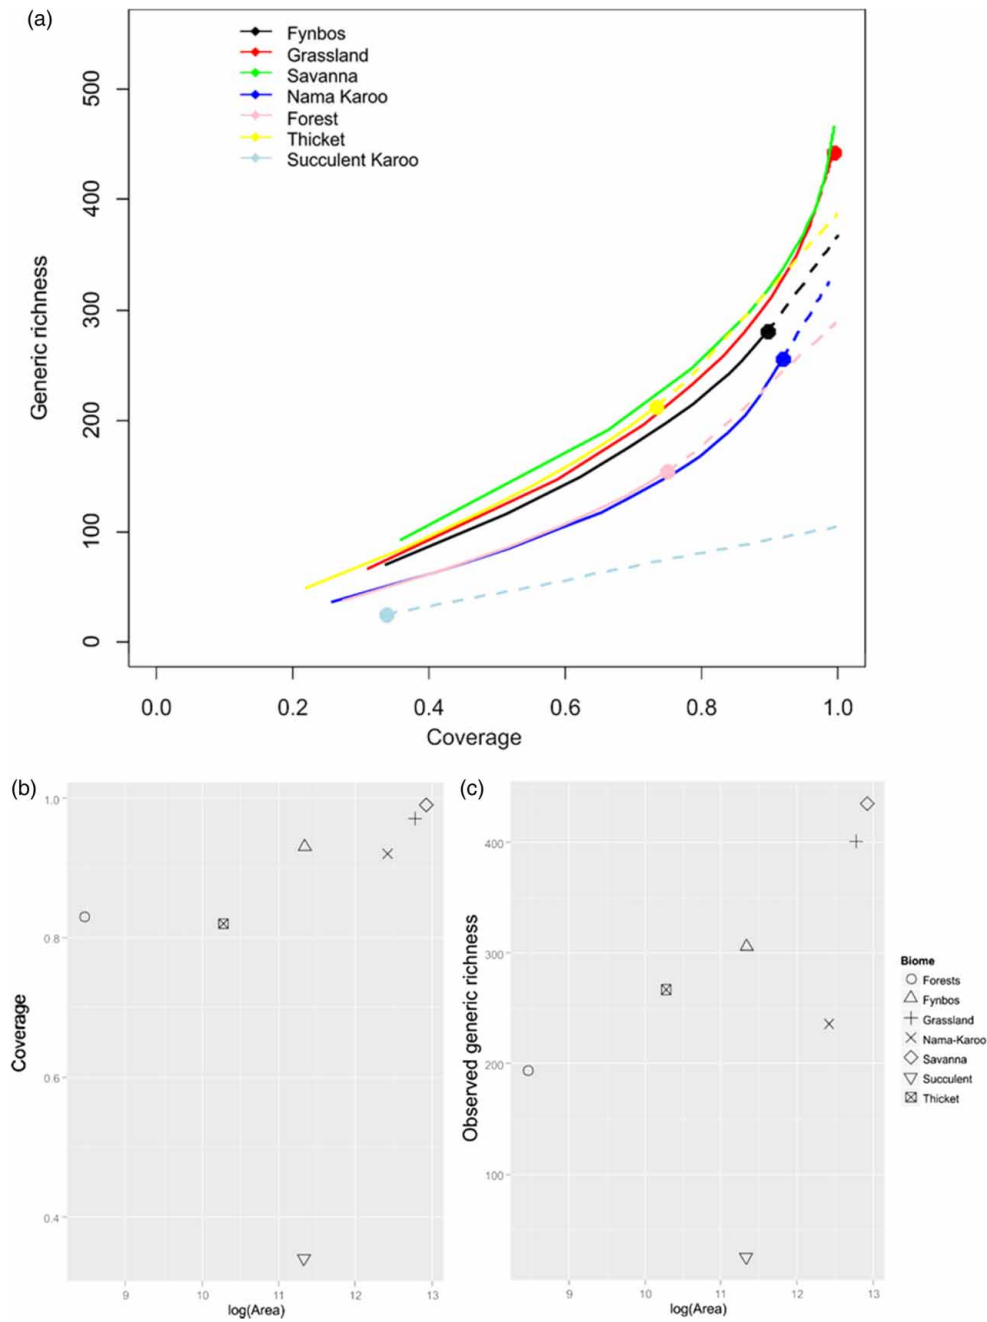 (a)
Fynbos
Grassland
Savanna
Nama Karoo
Forest
Thicket
Succulent Karoo
Generic richness
500
400
300
200
100
0
0.0 0.2 0.4 0.6 0.8 1.0
Coverage
(b)
Coverage
1.0
0.8
0.6
0.4
9 10 11 12 13
log(Area)
(c)
Observed generic richness
400
300
200
100
9 10 11 12 13
log(Area)
Biome
Forests
Fynbos
Grassland
Nama-Karoo
Savanna
Succulent
Thicket